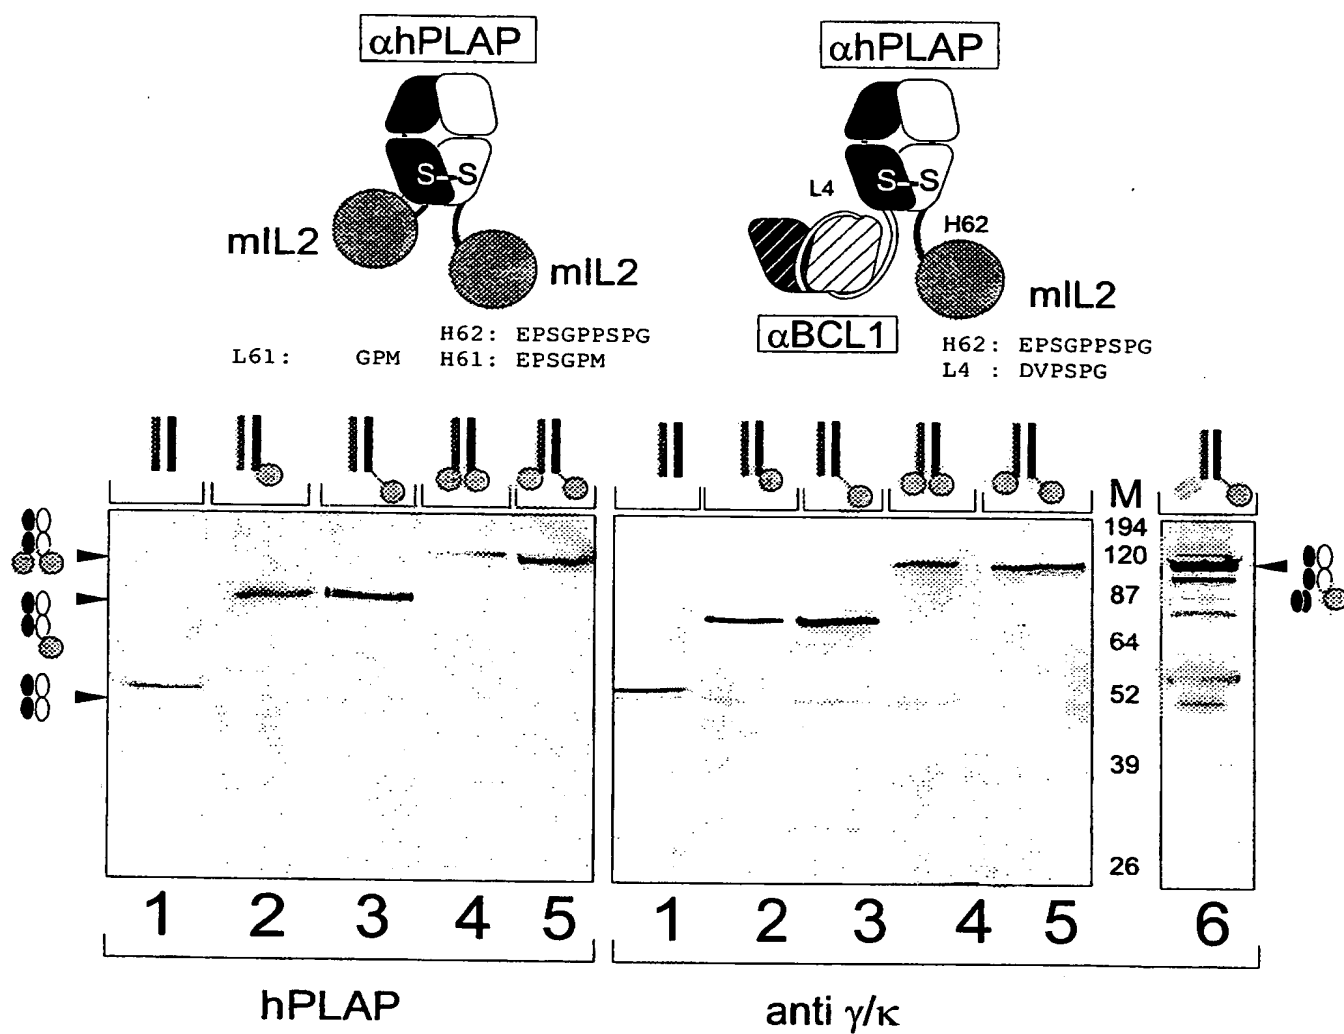 αhPLAP
αhPLAP
S-S
mIL2
mIL2
H62: EPSGPPSPG
L61: GPM H61: EPSGPM
S-S
L4
H62
mIL2
αBCL1
H62: EPSGPPSPG
L4 : DVPSPG
M
194
120
87
64
52
39
26
1 2 3 4 5
1 2 3 4 5
6
hPLAP
anti γ/κ